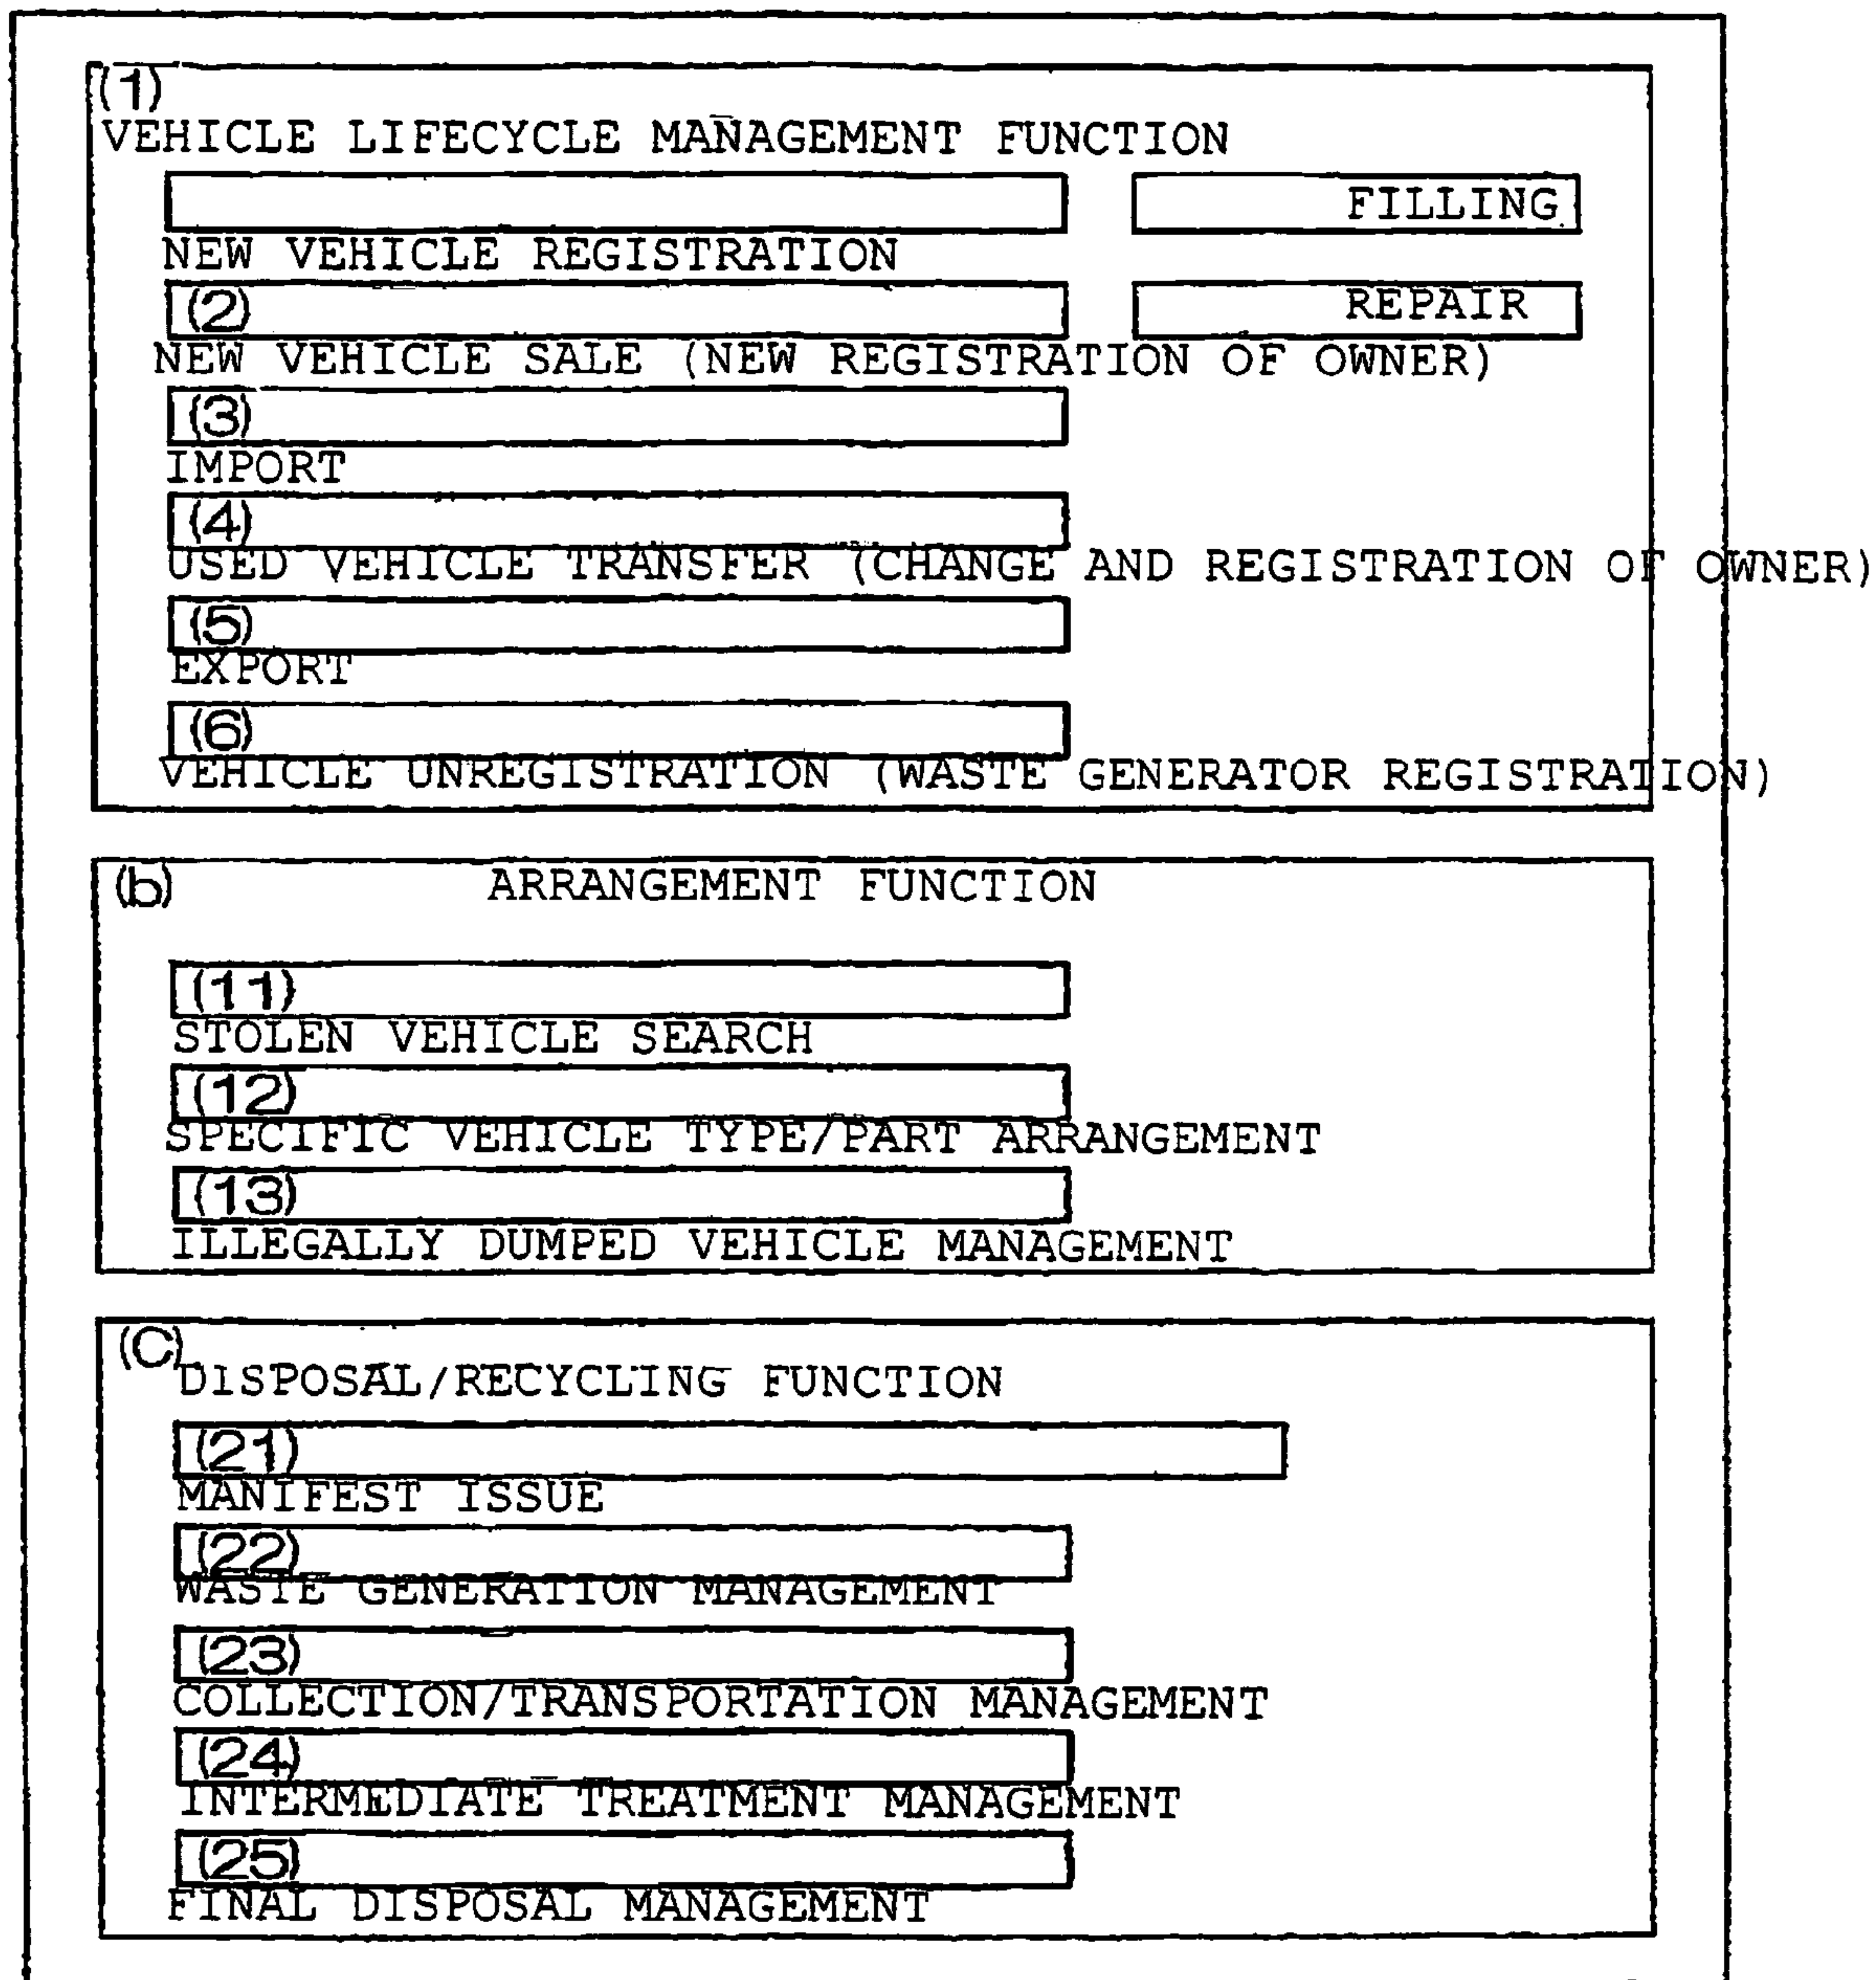 (1)
VEHICLE LIFECYCLE MANAGEMENT FUNCTION
FILLING
NEW VEHICLE REGISTRATION
(2) REPAIR
NEW VEHICLE SALE (NEW REGISTRATION OF OWNER)
(3)
IMPORT
(4)
USED VEHICLE TRANSFER (CHANGE AND REGISTRATION OF OWNER)
(5)
EXPORT
(6)
VEHICLE UNREGISTRATION (WASTE GENERATOR REGISTRATION)
(b) ARRANGEMENT FUNCTION
(11)
STOLEN VEHICLE SEARCH
(12)
SPECIFIC VEHICLE TYPE/PART ARRANGEMENT
(13)
ILLEGALLY DUMPED VEHICLE MANAGEMENT
(C)
DISPOSAL/RECYCLING FUNCTION
(21)
MANIFEST ISSUE
(22)
WASTE GENERATION MANAGEMENT
(23)
COLLECTION/TRANSPORTATION MANAGEMENT
(24)
INTERMEDIATE TREATMENT MANAGEMENT
(25)
FINAL DISPOSAL MANAGEMENT